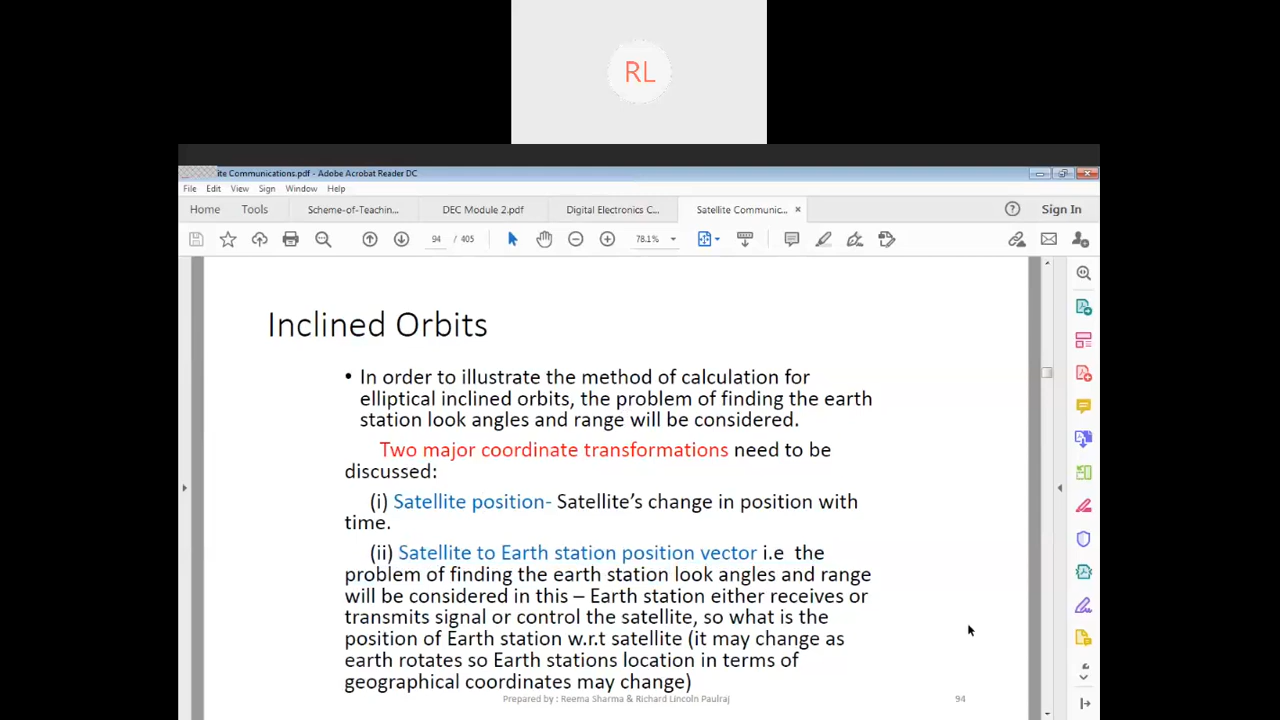 RL
ite Communications.pdf - Adobe Acrobat Reader DC
File Edit View Sign Window Help
Home Tools Scheme-of-Teachin... DEC Module 2.pdf Digital Electronics C... Satellite Communic... × Sign In
94 / 405 78.1%
Inclined Orbits
• In order to illustrate the method of calculation for
elliptical inclined orbits, the problem of finding the earth
station look angles and range will be considered.
Two major coordinate transformations need to be
discussed:
(i) Satellite position- Satellite’s change in position with
time.
(ii) Satellite to Earth station position vector i.e the
problem of finding the earth station look angles and range
will be considered in this – Earth station either receives or
transmits signal or control the satellite, so what is the
position of Earth station w.r.t satellite (it may change as
earth rotates so Earth stations location in terms of
geographical coordinates may change)
Prepared by : Reema Sharma & Richard Lincoln Paulraj 94